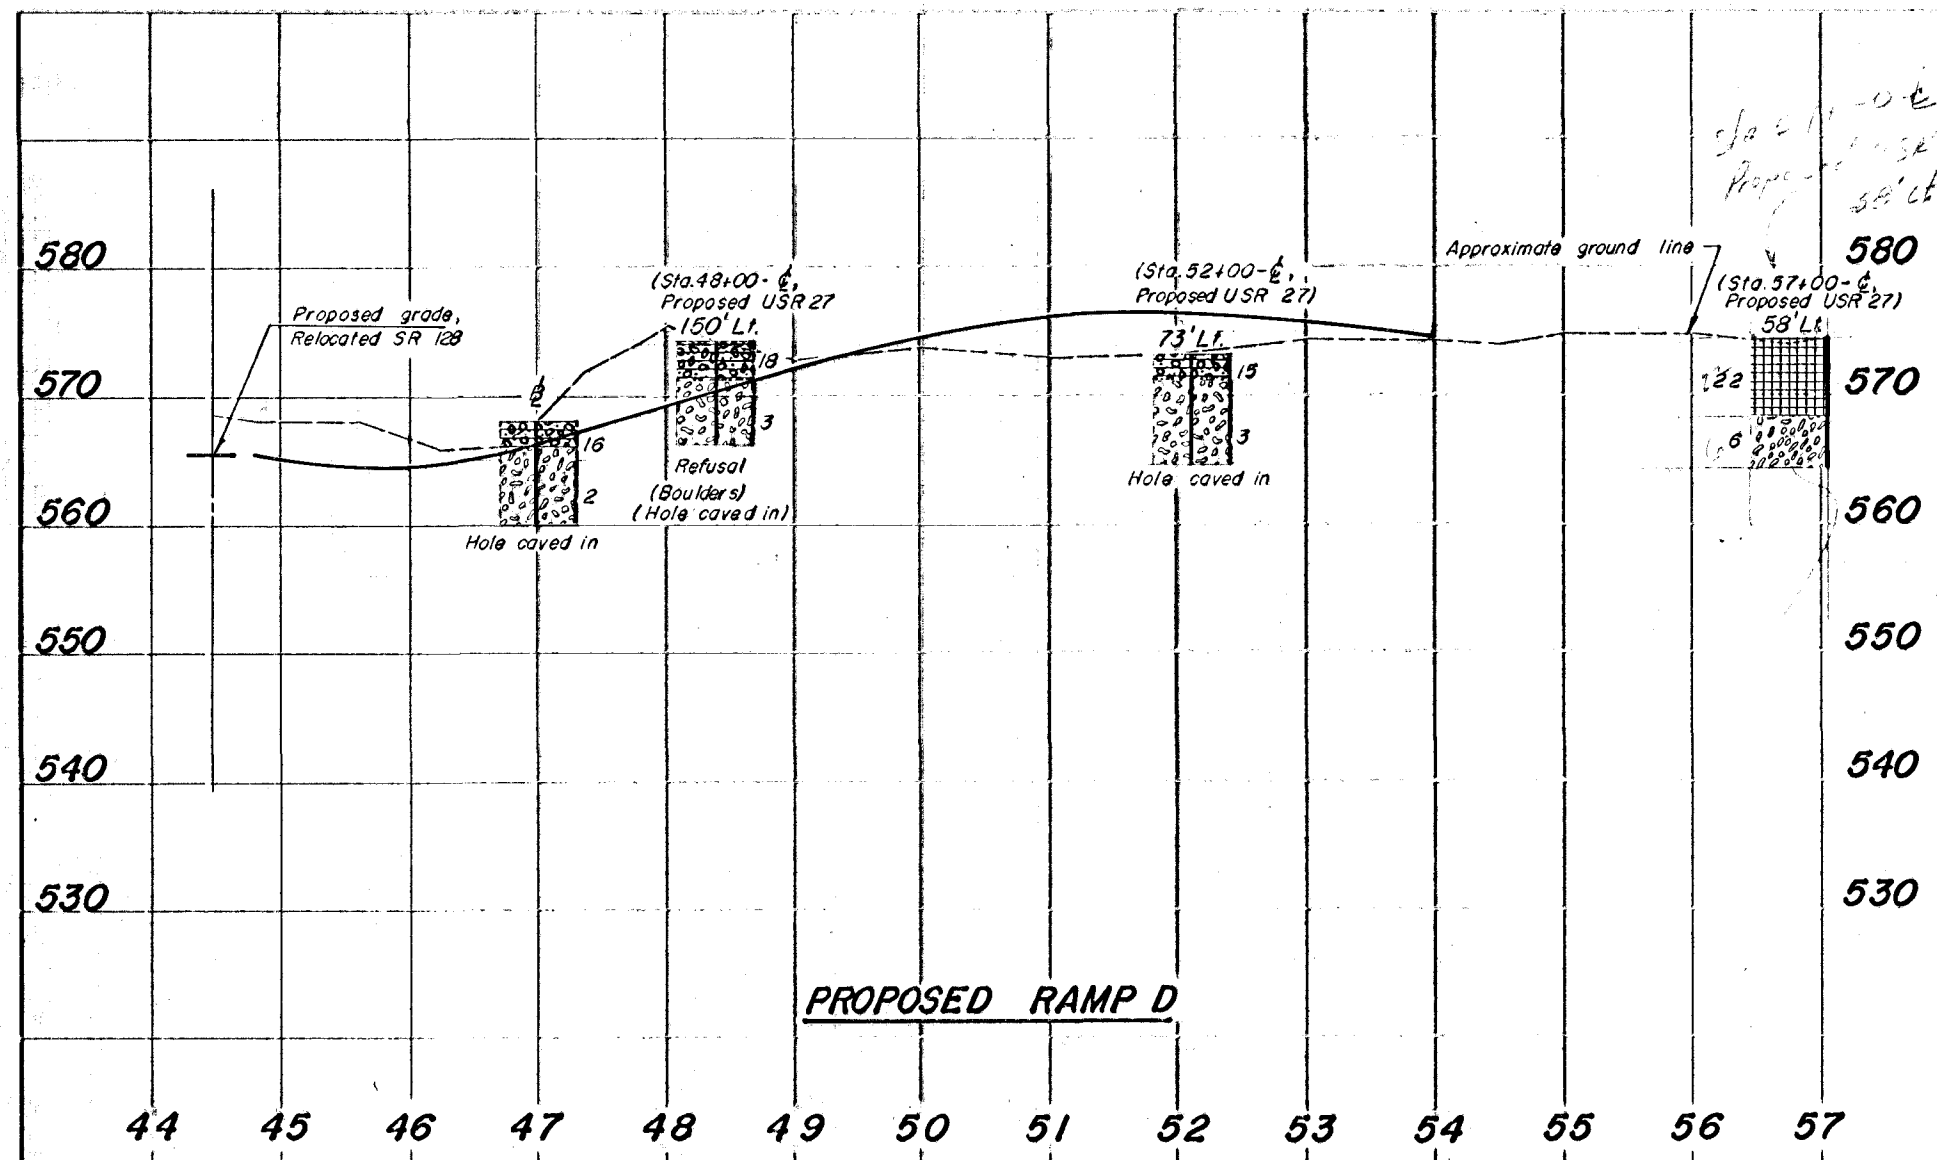 580
580
(Sta. 48+00-℄,
Proposed USR 27
150' Lt.
(Sta. 52+00-℄,
Proposed USR 27)
73' Lt.
Approximate ground line
(Sta. 57+00-℄,
Proposed USR 27)
58' Lt
58' Lt
Proposed grade,
Relocated SR 128
570
570
18
3
15
3
22
6
16
2
Refusal
(Boulders)
(Hole caved in)
Hole caved in
Hole caved in
560
560
550
550
540
540
530
530
PROPOSED RAMP D
44 45 46 47 48 49 50 51 52 53 54 55 56 57